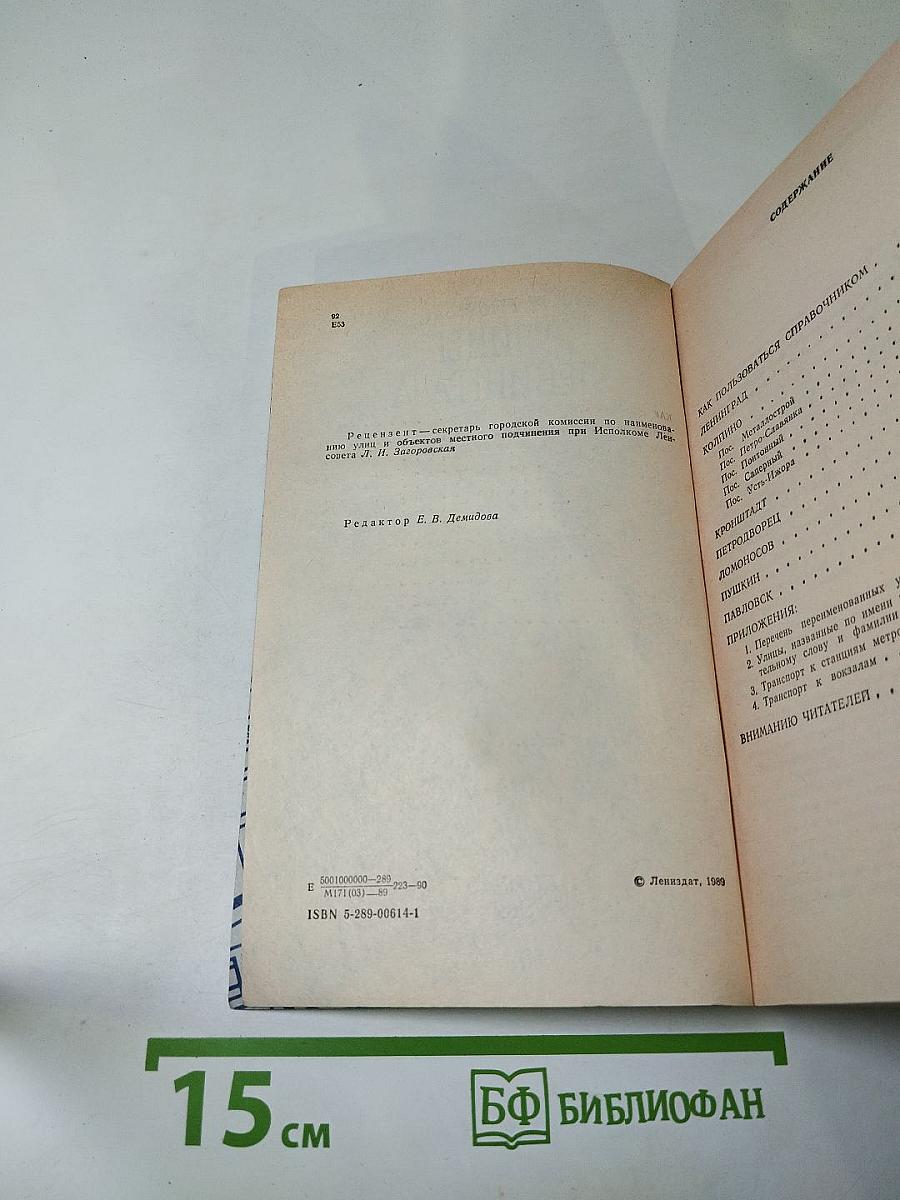 92
Е53
Рецензент — секретарь городской комиссии по наименова-
нию улиц и объектов местного подчинения при Исполкоме Лен-
совета Л. И. Загоровская
Редактор Е. В. Демидова
Е 5001000000—289
М171(03)—89 223—90
ISBN 5-289-00614-1
© Лениздат, 1989
СОДЕРЖАНИЕ
КАК ПОЛЬЗОВАТЬСЯ СПРАВОЧНИКОМ . .
ЛЕНИНГРАД . . . . . . . .
КОЛПИНО . . . . . . . .
Пос. Металлострой
Пос. Петро-Славянка
Пос. Понтонный
Пос. Саперный
Пос. Усть-Ижора
КРОНШТАДТ . . . . . . .
ПЕТРОДВОРЕЦ . . . . . . .
ЛОМОНОСОВ . . . . . . .
ПУШКИН . . . . . . . .
ПАВЛОВСК . . . . . . . .
ПРИЛОЖЕНИЯ:
1. Перечень переименованных
2. Улицы, названные по имени
тельному слову и фамилии
3. Транспорт к станциям метро
4. Транспорт к вокзалам . .
ВНИМАНИЮ ЧИТАТЕЛЕЙ . .
15 см
БФ БИБЛИОФАН